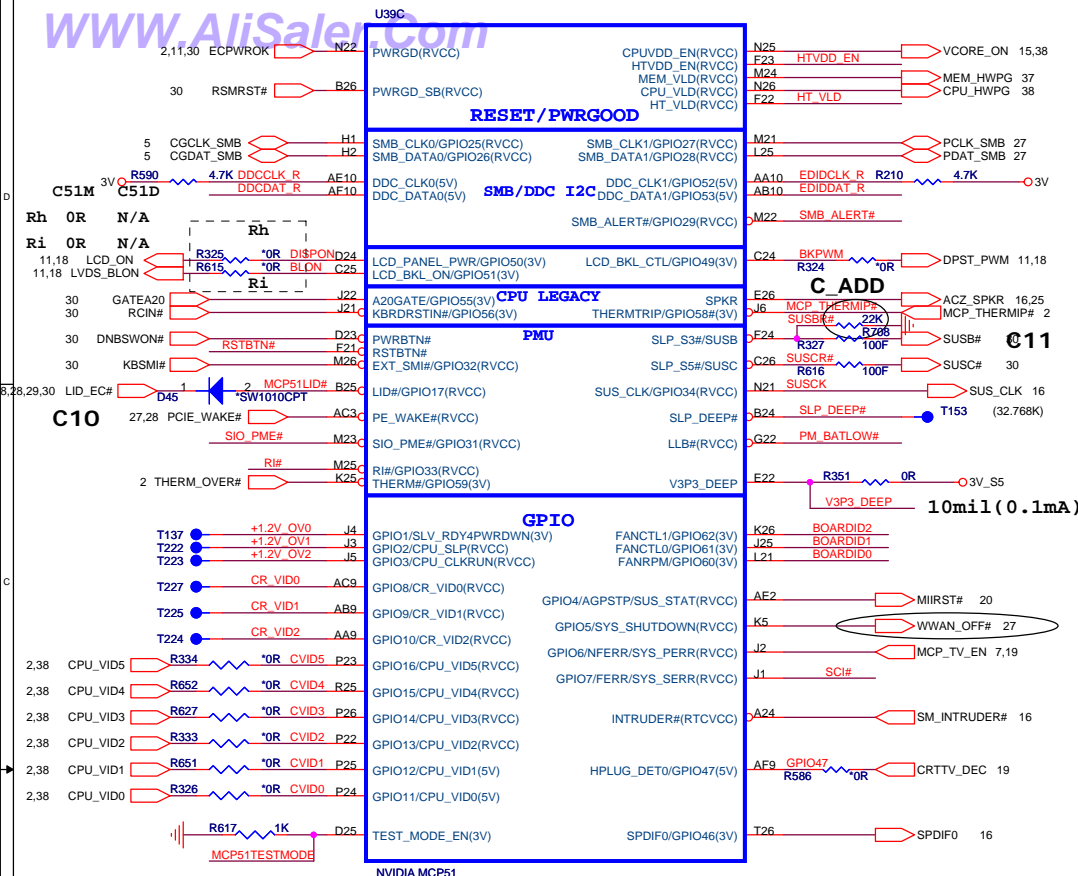 WWW.AliSaler.Com
U39C
2,11,30 ECPWROK N22 PWRGD(RVCC) CPUVDD_EN(RVCC) N25 VCORE_ON 15,38
HTVDD_EN(RVCC) F23 HTVDD_EN
MEM_VLD(RVCC) M24 MEM_HWPG 37
30 RSMRST# B26 PWRGD_SB(RVCC) CPU_VLD(RVCC) N26 CPU_HWPG 38
HT_VLD(RVCC) F22 HT_VLD
RESET/PWRGOOD
5 CGCLK_SMB H1 SMB_CLK0/GPIO25(RVCC) SMB_CLK1/GPIO27(RVCC) M21 PCLK_SMB 27
5 CGDAT_SMB H2 SMB_DATA0/GPIO26(RVCC) SMB_DATA1/GPIO28(RVCC) L25 PDAT_SMB 27
3V R590 4.7K DDCCLK_R AE10 DDC_CLK0(5V) DDC_CLK1/GPIO52(5V) AA10 EDIDCLK_R R210 4.7K 3V
DDCDAT_R AF10 DDC_DATA0(5V) SMB/DDC I2C DDC_DATA1/GPIO53(5V) AB10 EDIDDAT_R
D
C51M C51D
Rh 0R N/A
Ri 0R N/A
SMB_ALERT#/GPIO29(RVCC) M22 SMB_ALERT#
Rh
11,18 LCD_ON R325 *0R DISPON D24 LCD_PANEL_PWR/GPIO50(3V) LCD_BKL_CTL/GPIO49(3V) C24 BKPWM R324 *0R DPST_PWM 11,18
11,18 LVDS_BLON R615 *0R BLON C25 LCD_BKL_ON/GPIO51(3V)
Ri
C_ADD
CPU LEGACY
30 GATEA20 J22 A20GATE/GPIO55(3V) SPKR E26 ACZ_SPKR 16,25
30 RCIN# J21 KBRDRSTIN#/GPIO56(3V) THERMTRIP/GPIO58#(3V) J6 MCP_THERMIP# MCP_THERMIP# 2
PMU
SUSBR# 22K R708
30 DNBSWON# D23 PWRBTN# SLP_S3#/SUSB E24 R327 100F SUSB# 30 C11
RSTBTN# F21 RSTBTN#
30 KBSMI# M26 EXT_SMI#/GPIO32(RVCC) SLP_S5#/SUSC C26 SUSCR# R616 100F SUSC# 30
8,28,29,30 LID_EC# D45 1 2 *SW1010CPT MCP51LID# B25 LID#/GPIO17(RVCC) SUS_CLK/GPIO34(RVCC) N21 SUSCK SUS_CLK 16
C10
27,28 PCIE_WAKE# AC3 PE_WAKE#(RVCC) SLP_DEEP# B24 SLP_DEEP# T153 (32.768K)
SIO_PME# M23 SIO_PME#/GPIO31(RVCC) LLB#(RVCC) G22 PM_BATLOW#
RI# M25 RI#/GPIO33(RVCC)
2 THERM_OVER# K25 THERM#/GPIO59(3V) V3P3_DEEP E22 R351 0R 3V_S5
V3P3_DEEP 10mil(0.1mA)
GPIO
T137 +1.2V_OV0 J4 GPIO1/SLV_RDY4PWRDWN(3V) FANCTL1/GPIO62(3V) K26 BOARDID2
T222 +1.2V_OV1 J3 GPIO2/CPU_SLP(RVCC) FANCTL0/GPIO61(3V) J25 BOARDID1
T223 +1.2V_OV2 J5 GPIO3/CPU_CLKRUN(RVCC) FANRPM/GPIO60(3V) L21 BOARDID0
C
T227 CR_VID0 AC9 GPIO8/CR_VID0(RVCC)
GPIO4/AGPSTP/SUS_STAT(RVCC) AE2 MIIRST# 20
T225 CR_VID1 AB9 GPIO9/CR_VID1(RVCC)
GPIO5/SYS_SHUTDOWN(RVCC) K5 WWAN_OFF# 27
T224 CR_VID2 AA9 GPIO10/CR_VID2(RVCC)
GPIO6/NFERR/SYS_PERR(RVCC) J2 MCP_TV_EN 7,19
2,38 CPU_VID5 R334 *0R CVID5 P23 GPIO16/CPU_VID5(RVCC)
GPIO7/FERR/SYS_SERR(RVCC) J1 SCI#
2,38 CPU_VID4 R652 *0R CVID4 R25 GPIO15/CPU_VID4(RVCC)
2,38 CPU_VID3 R627 *0R CVID3 P26 GPIO14/CPU_VID3(RVCC) INTRUDER#(RTCVCC) A24 SM_INTRUDER# 16
2,38 CPU_VID2 R333 *0R CVID2 P22 GPIO13/CPU_VID2(RVCC)
2,38 CPU_VID1 R651 *0R CVID1 P25 GPIO12/CPU_VID1(5V) HPLUG_DET0/GPIO47(5V) AF9 GPIO47 R586 *0R CRTTV_DEC 19
2,38 CPU_VID0 R326 *0R CVID0 P24 GPIO11/CPU_VID0(5V)
R617 1K D25 TEST_MODE_EN(3V) SPDIF0/GPIO46(3V) T26 SPDIF0 16
MCP51TESTMODE
NVIDIA MCP51